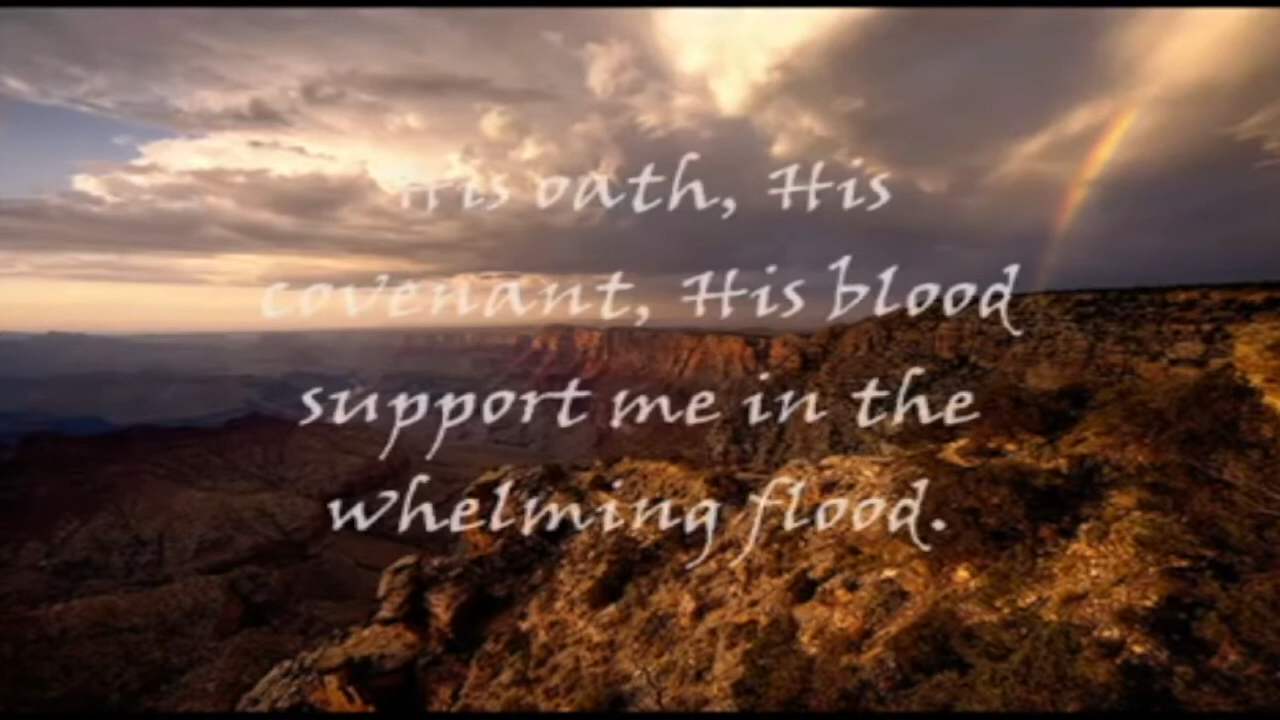 His oath, His
covenant, His blood
support me in the
whelming flood.